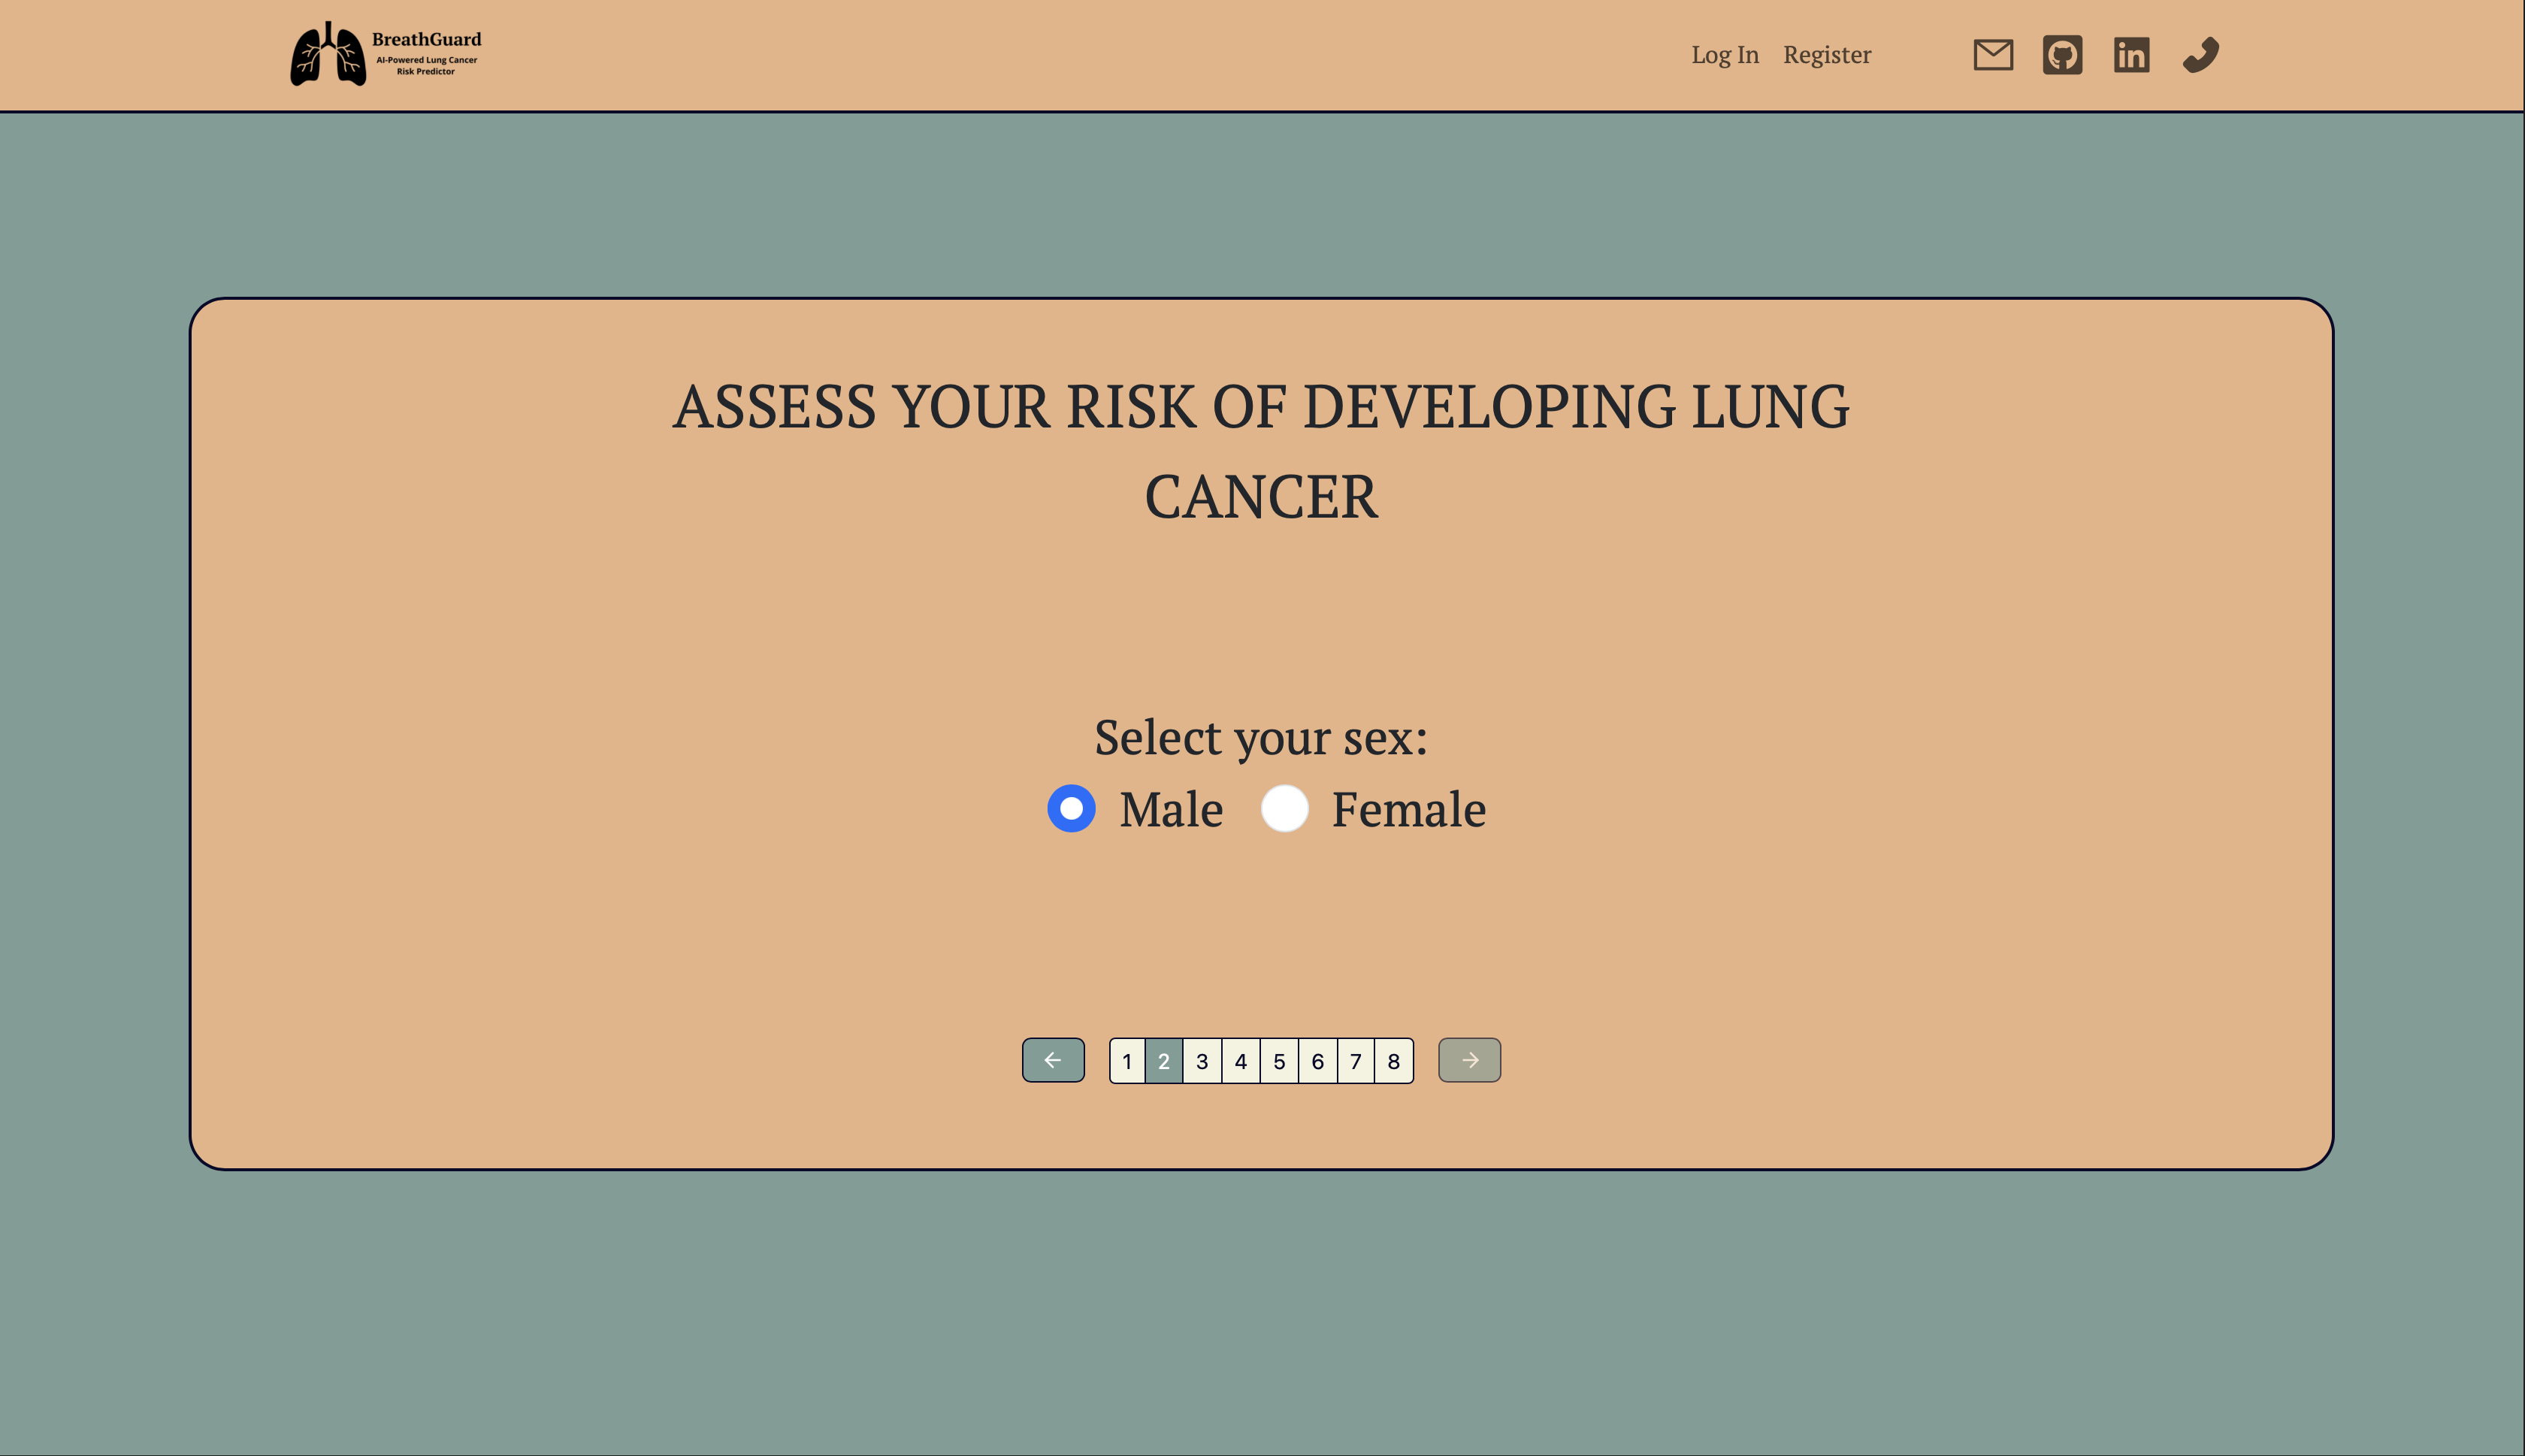 BreathGuard
AI-Powered Lung Cancer
Risk Predictor
Log In Register
in
ASSESS YOUR RISK OF DEVELOPING LUNG
CANCER
Select your sex:
Male Female
1 2 3 4 5 6 7 8